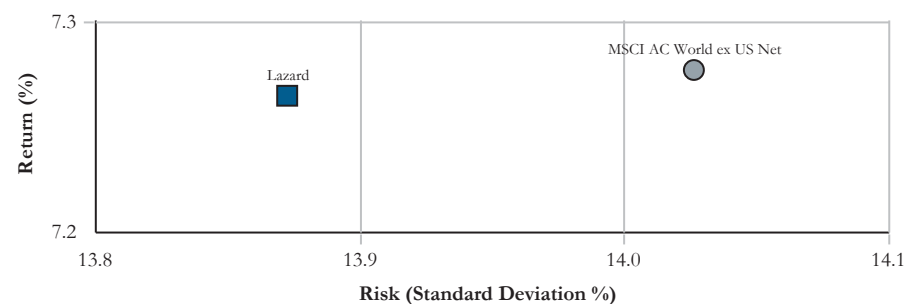 7.3
MSCI AC World ex US Net
Lazard
Return (%)
7.2
13.8 13.9 14.0 14.1
Risk (Standard Deviation %)